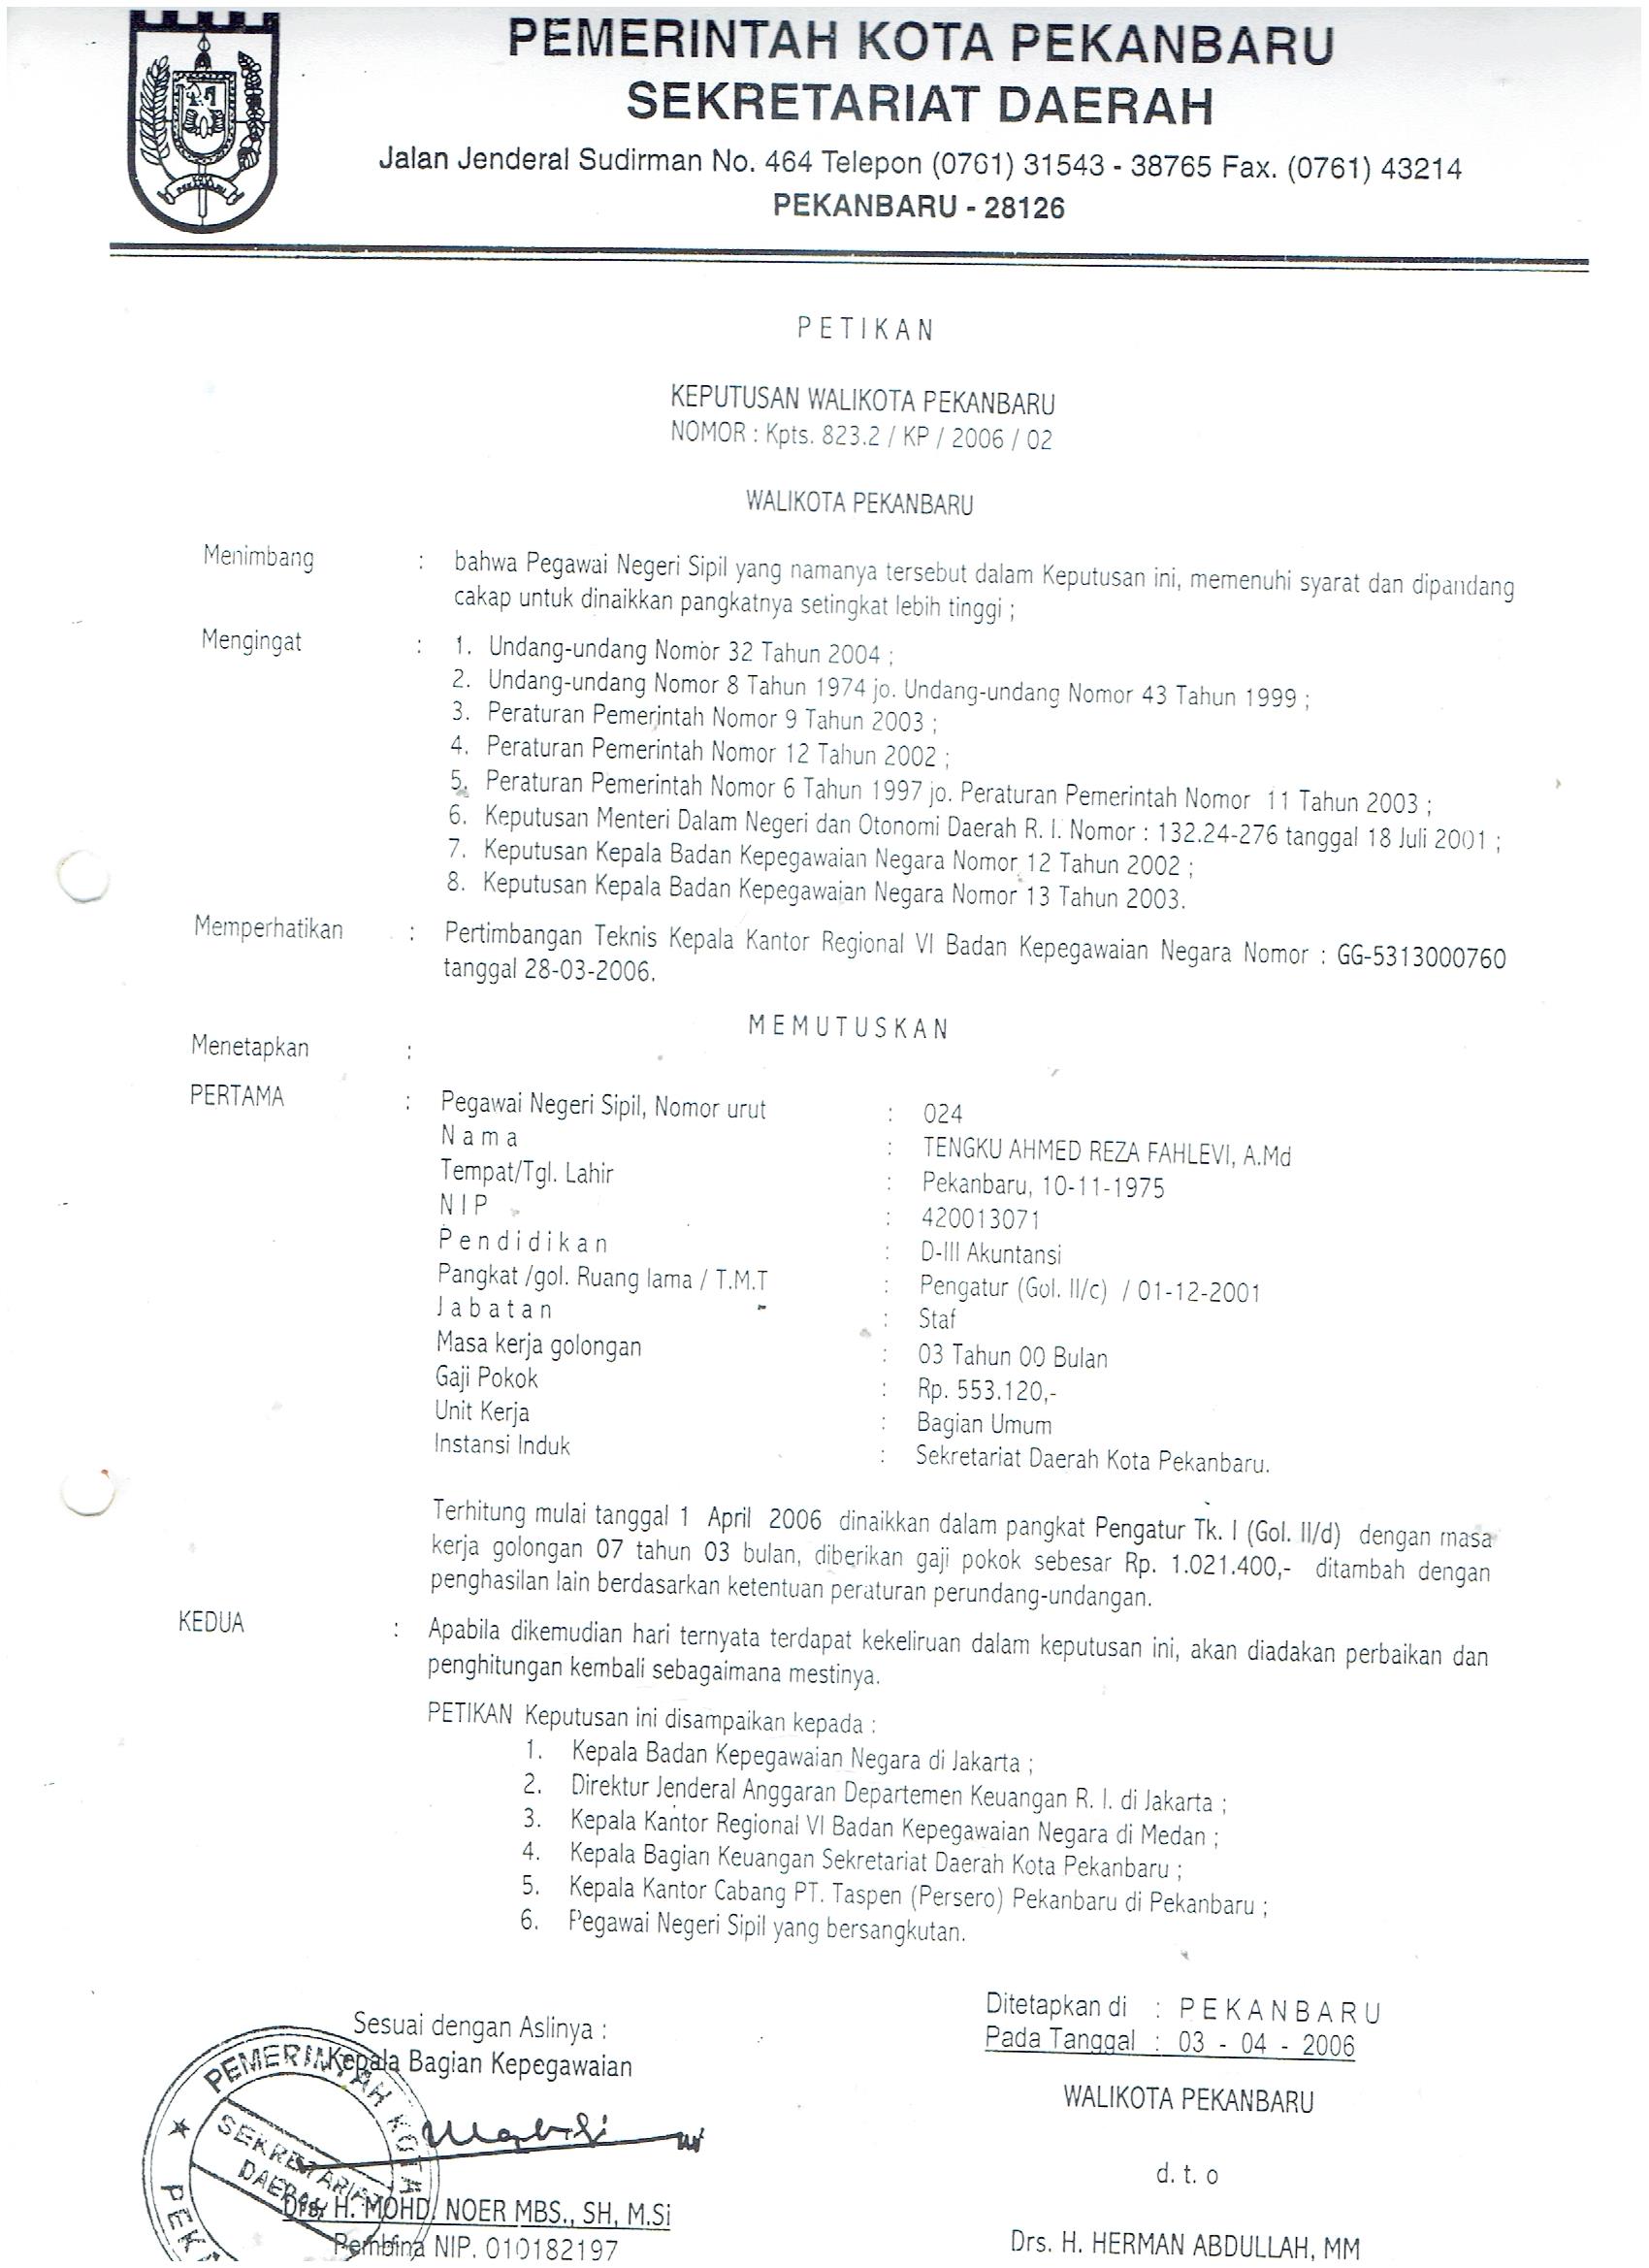 PEMERINTAH KOTA PEKANBARU
SEKRETARIAT DAERAH
Jalan Jenderal Sudirman No. 464 Telepon (0761) 31543 - 38765 Fax. (0761) 43214
PEKANBARU - 28126
P E T I K A N
KEPUTUSAN WALIKOTA PEKANBARU
NOMOR : Kpts. 823.2 / KP / 2006 / 02
WALIKOTA PEKANBARU
Menimbang : bahwa Pegawai Negeri Sipil yang namanya tersebut dalam Keputusan ini, memenuhi syarat dan dipandang
cakap untuk dinaikkan pangkatnya setingkat lebih tinggi ;
Mengingat : 1. Undang-undang Nomor 32 Tahun 2004 ;
2. Undang-undang Nomor 8 Tahun 1974 jo. Undang-undang Nomor 43 Tahun 1999 ;
3. Peraturan Pemerintah Nomor 9 Tahun 2003 ;
4. Peraturan Pemerintah Nomor 12 Tahun 2002 ;
5. Peraturan Pemerintah Nomor 6 Tahun 1997 jo. Peraturan Pemerintah Nomor 11 Tahun 2003 ;
6. Keputusan Menteri Dalam Negeri dan Otonomi Daerah R. I. Nomor : 132.24-276 tanggal 18 Juli 2001 ;
7. Keputusan Kepala Badan Kepegawaian Negara Nomor 12 Tahun 2002 ;
8. Keputusan Kepala Badan Kepegawaian Negara Nomor 13 Tahun 2003.
Memperhatikan : Pertimbangan Teknis Kepala Kantor Regional VI Badan Kepegawaian Negara Nomor : GG-5313000760
tanggal 28-03-2006.
M E M U T U S K A N
Menetapkan :
PERTAMA : Pegawai Negeri Sipil, Nomor urut : 024
N a m a : TENGKU AHMED REZA FAHLEVI, A.Md
Tempat/Tgl. Lahir : Pekanbaru, 10-11-1975
N I P : 420013071
P e n d i d i k a n : D-III Akuntansi
Pangkat /gol. Ruang lama / T.M.T : Pengatur (Gol. II/c) / 01-12-2001
J a b a t a n : Staf
Masa kerja golongan : 03 Tahun 00 Bulan
Gaji Pokok : Rp. 553.120,-
Unit Kerja : Bagian Umum
Instansi Induk : Sekretariat Daerah Kota Pekanbaru.
Terhitung mulai tanggal 1 April 2006 dinaikkan dalam pangkat Pengatur Tk. I (Gol. II/d) dengan masa
kerja golongan 07 tahun 03 bulan, diberikan gaji pokok sebesar Rp. 1.021.400,- ditambah dengan
penghasilan lain berdasarkan ketentuan peraturan perundang-undangan.
KEDUA : Apabila dikemudian hari ternyata terdapat kekeliruan dalam keputusan ini, akan diadakan perbaikan dan
penghitungan kembali sebagaimana mestinya.
PETIKAN Keputusan ini disampaikan kepada :
1. Kepala Badan Kepegawaian Negara di Jakarta ;
2. Direktur Jenderal Anggaran Departemen Keuangan R. I. di Jakarta ;
3. Kepala Kantor Regional VI Badan Kepegawaian Negara di Medan ;
4. Kepala Bagian Keuangan Sekretariat Daerah Kota Pekanbaru ;
5. Kepala Kantor Cabang PT. Taspen (Persero) Pekanbaru di Pekanbaru ;
6. Pegawai Negeri Sipil yang bersangkutan.
Ditetapkan di : P E K A N B A R U
Pada Tanggal : 03 - 04 - 2006
WALIKOTA PEKANBARU
d. t. o
Drs. H. HERMAN ABDULLAH, MM
Sesuai dengan Aslinya :
Kepala Bagian Kepegawaian
PEMERINTAH KOTA
SEKRETARIAT
DAERAH
Drs. H. MOHD. NOER MBS., SH, M.Si
Pembina NIP. 010182197